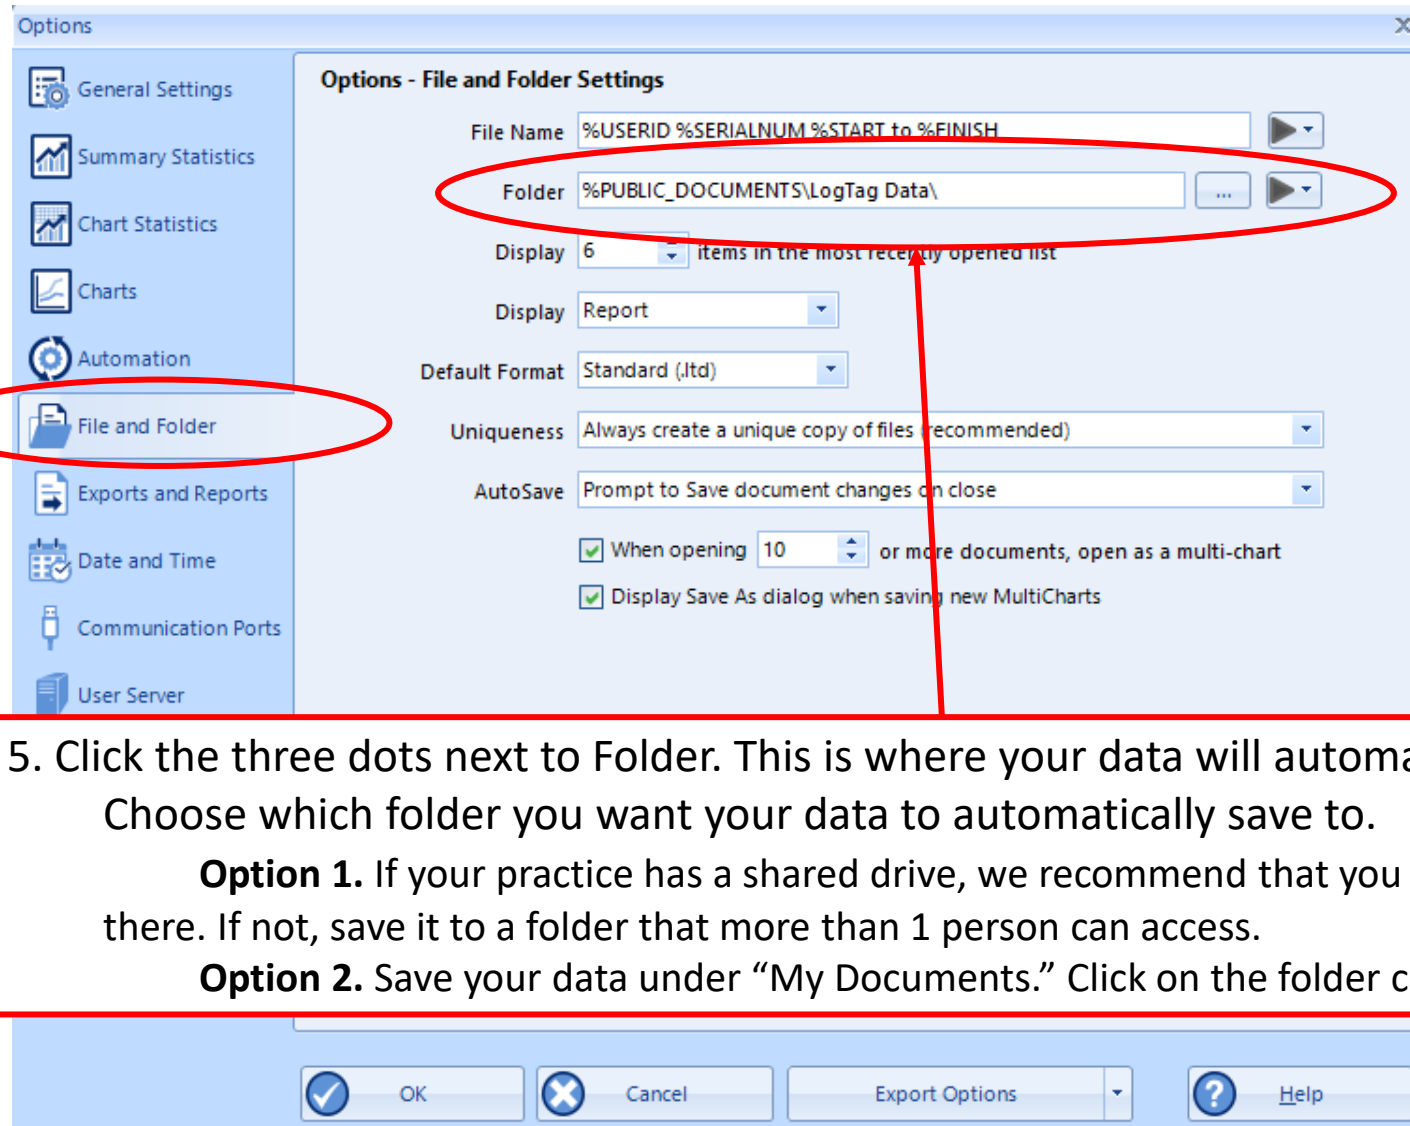 Options
General Settings
Summary Statistics
Chart Statistics
Charts
Automation
File and Folder
Exports and Reports
Date and Time
Communication Ports
User Server
Options - File and Folder Settings
File Name %USERID %SERIALNUM %START to %FINISH
Folder %PUBLIC_DOCUMENTS\LogTag Data\ ...
Display 6 items in the most recently opened list
Display Report
Default Format Standard (.ltd)
Uniqueness Always create a unique copy of files (recommended)
AutoSave Prompt to Save document changes on close
When opening 10 or more documents, open as a multi-chart
Display Save As dialog when saving new MultiCharts
5. Click the three dots next to Folder. This is where your data will
Choose which folder you want your data to automatically save to.
Option 1. If your practice has a shared drive, we recommend that you
there. If not, save it to a folder that more than 1 person can access.
Option 2. Save your data under “My Documents.” Click on the folder
OK
Cancel
Export Options
Help